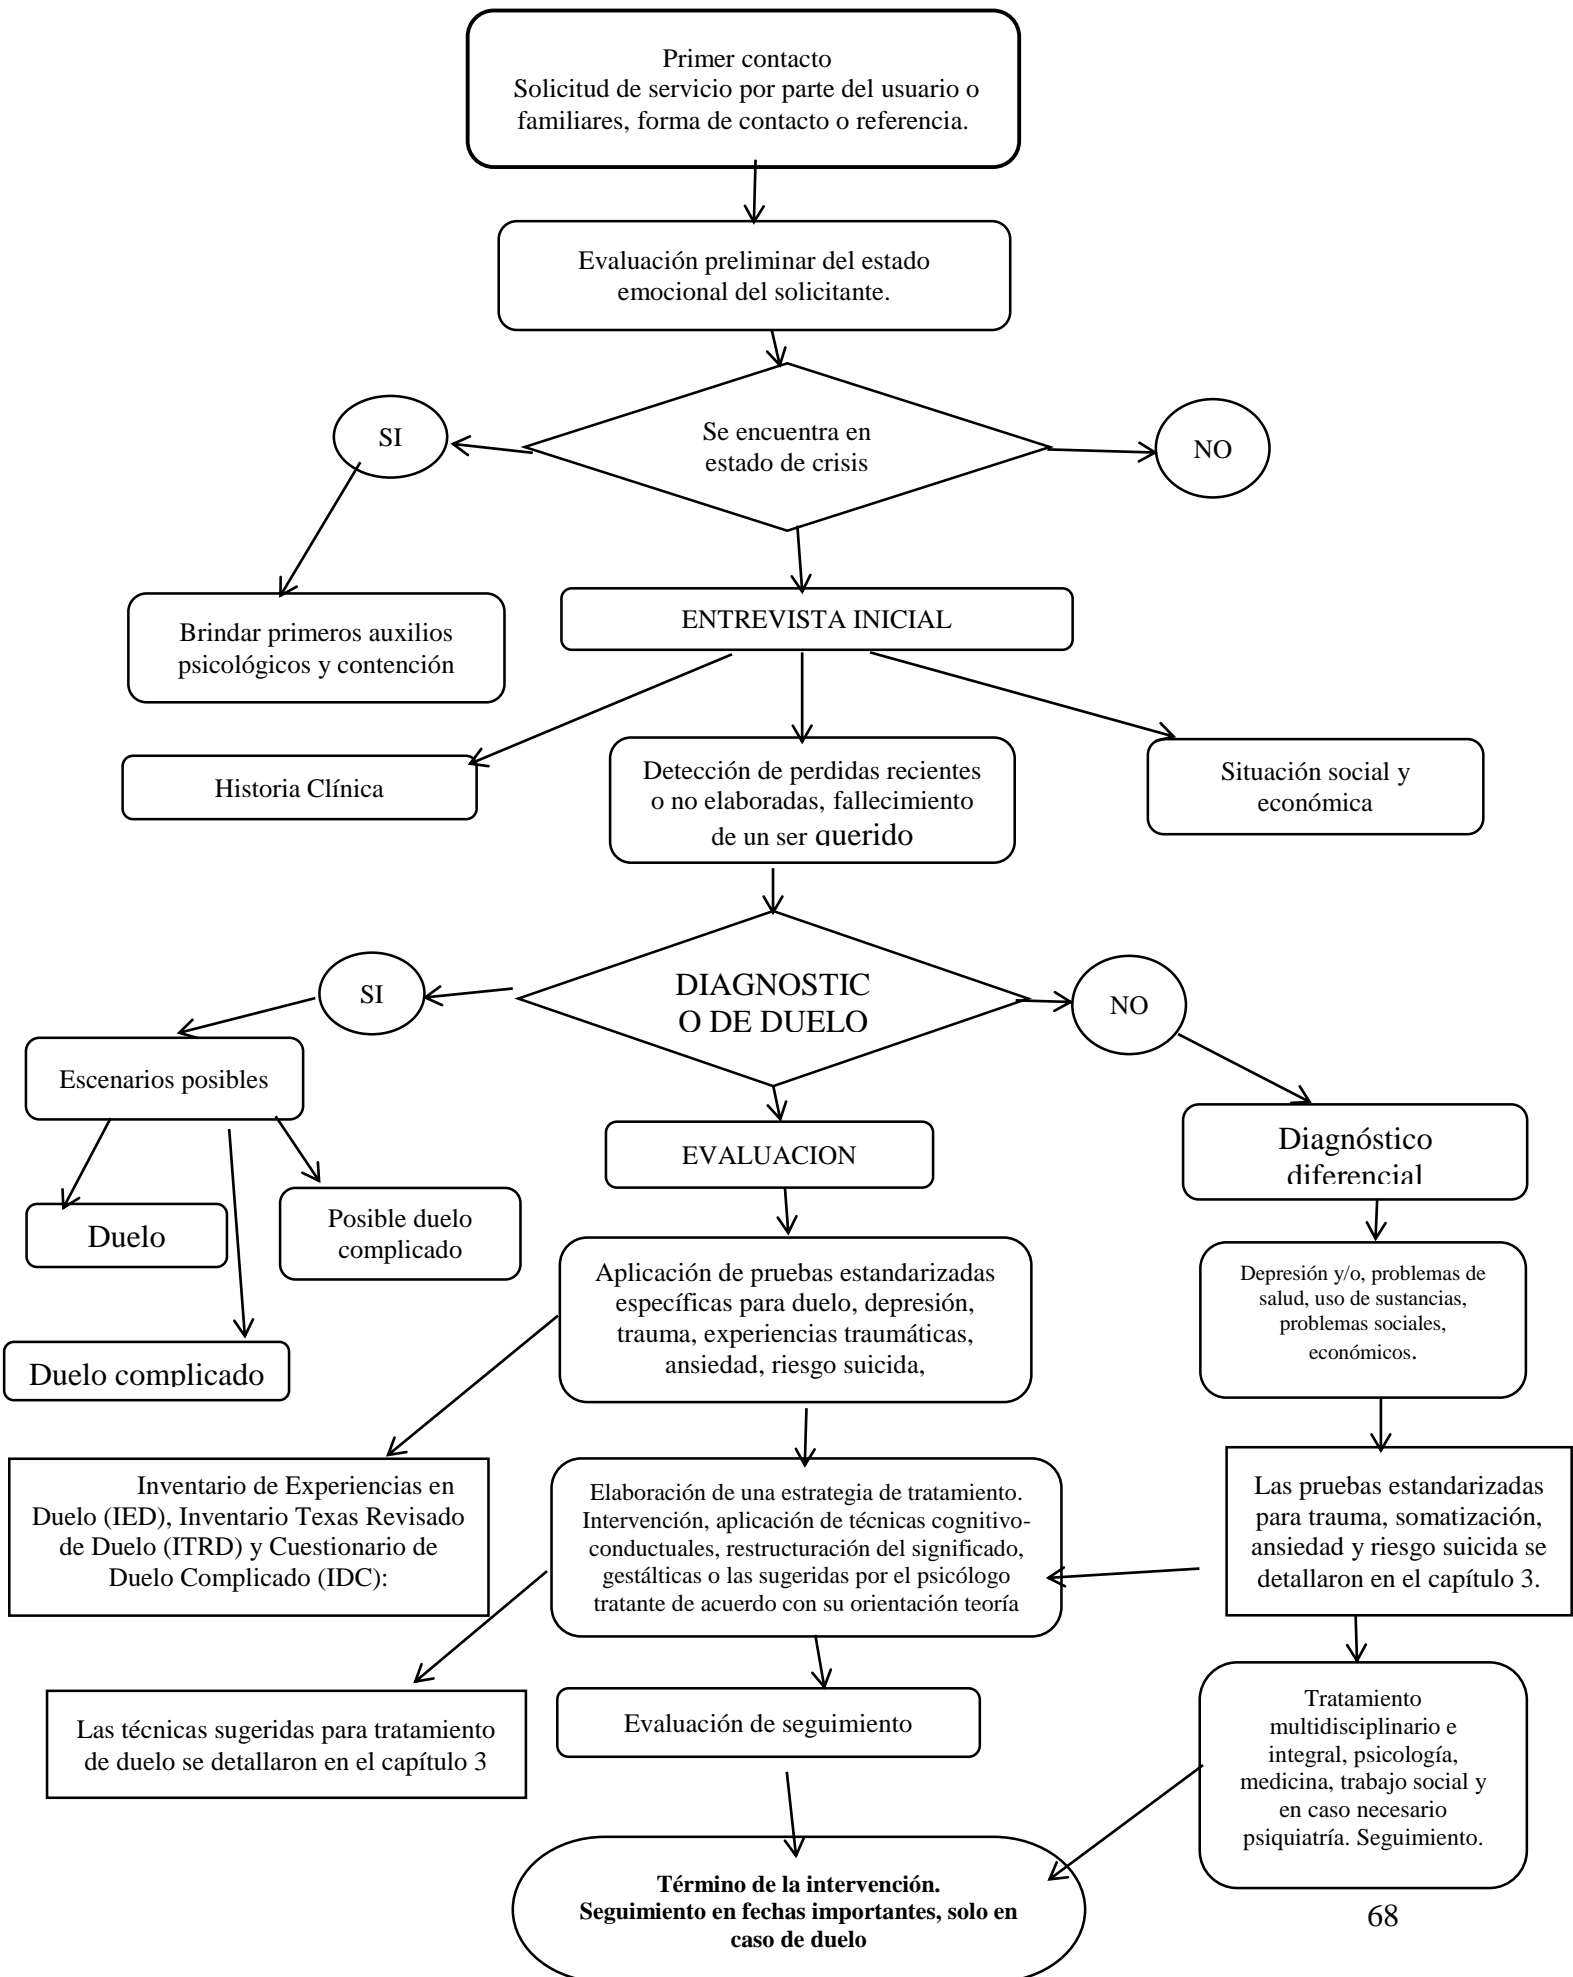 Primer contacto
Solicitud de servicio por parte del usuario o
familiares, forma de contacto o referencia.
Evaluación preliminar del estado
emocional del solicitante.
SI
Se encuentra en
estado de crisis
NO
Brindar primeros auxilios
psicológicos y contención
ENTREVISTA INICIAL
Historia Clínica
Detección de perdidas recientes
o no elaboradas, fallecimiento
de un ser querido
Situación social y
económica
SI
DIAGNOSTIC
O DE DUELO
NO
Escenarios posibles
EVALUACION
Diagnóstico
diferencial
Duelo
Posible duelo
complicado
Duelo complicado
Aplicación de pruebas estandarizadas
específicas para duelo, depresión,
trauma, experiencias traumáticas,
ansiedad, riesgo suicida,
Depresión y/o, problemas de
salud, uso de sustancias,
problemas sociales,
económicos.
Inventario de Experiencias en
Duelo (IED), Inventario Texas Revisado
de Duelo (ITRD) y Cuestionario de
Duelo Complicado (IDC):
Elaboración de una estrategia de tratamiento.
Intervención, aplicación de técnicas cognitivo-
conductuales, restructuración del significado,
gestálticas o las sugeridas por el psicólogo
tratante de acuerdo con su orientación teoría
Las pruebas estandarizadas
para trauma, somatización,
ansiedad y riesgo suicida se
detallaron en el capítulo 3.
Las técnicas sugeridas para tratamiento
de duelo se detallaron en el capítulo 3
Evaluación de seguimiento
Tratamiento
multidisciplinario e
integral, psicología,
medicina, trabajo social y
en caso necesario
psiquiatría. Seguimiento.
Término de la intervención.
Seguimiento en fechas importantes, solo en
caso de duelo
68